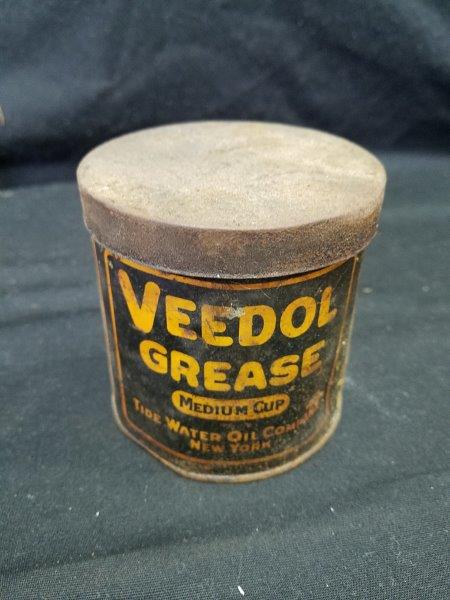 VEEDOL
GREASE
MEDIUM CUP
TIDE WATER OIL COMPANY
NEW YORK